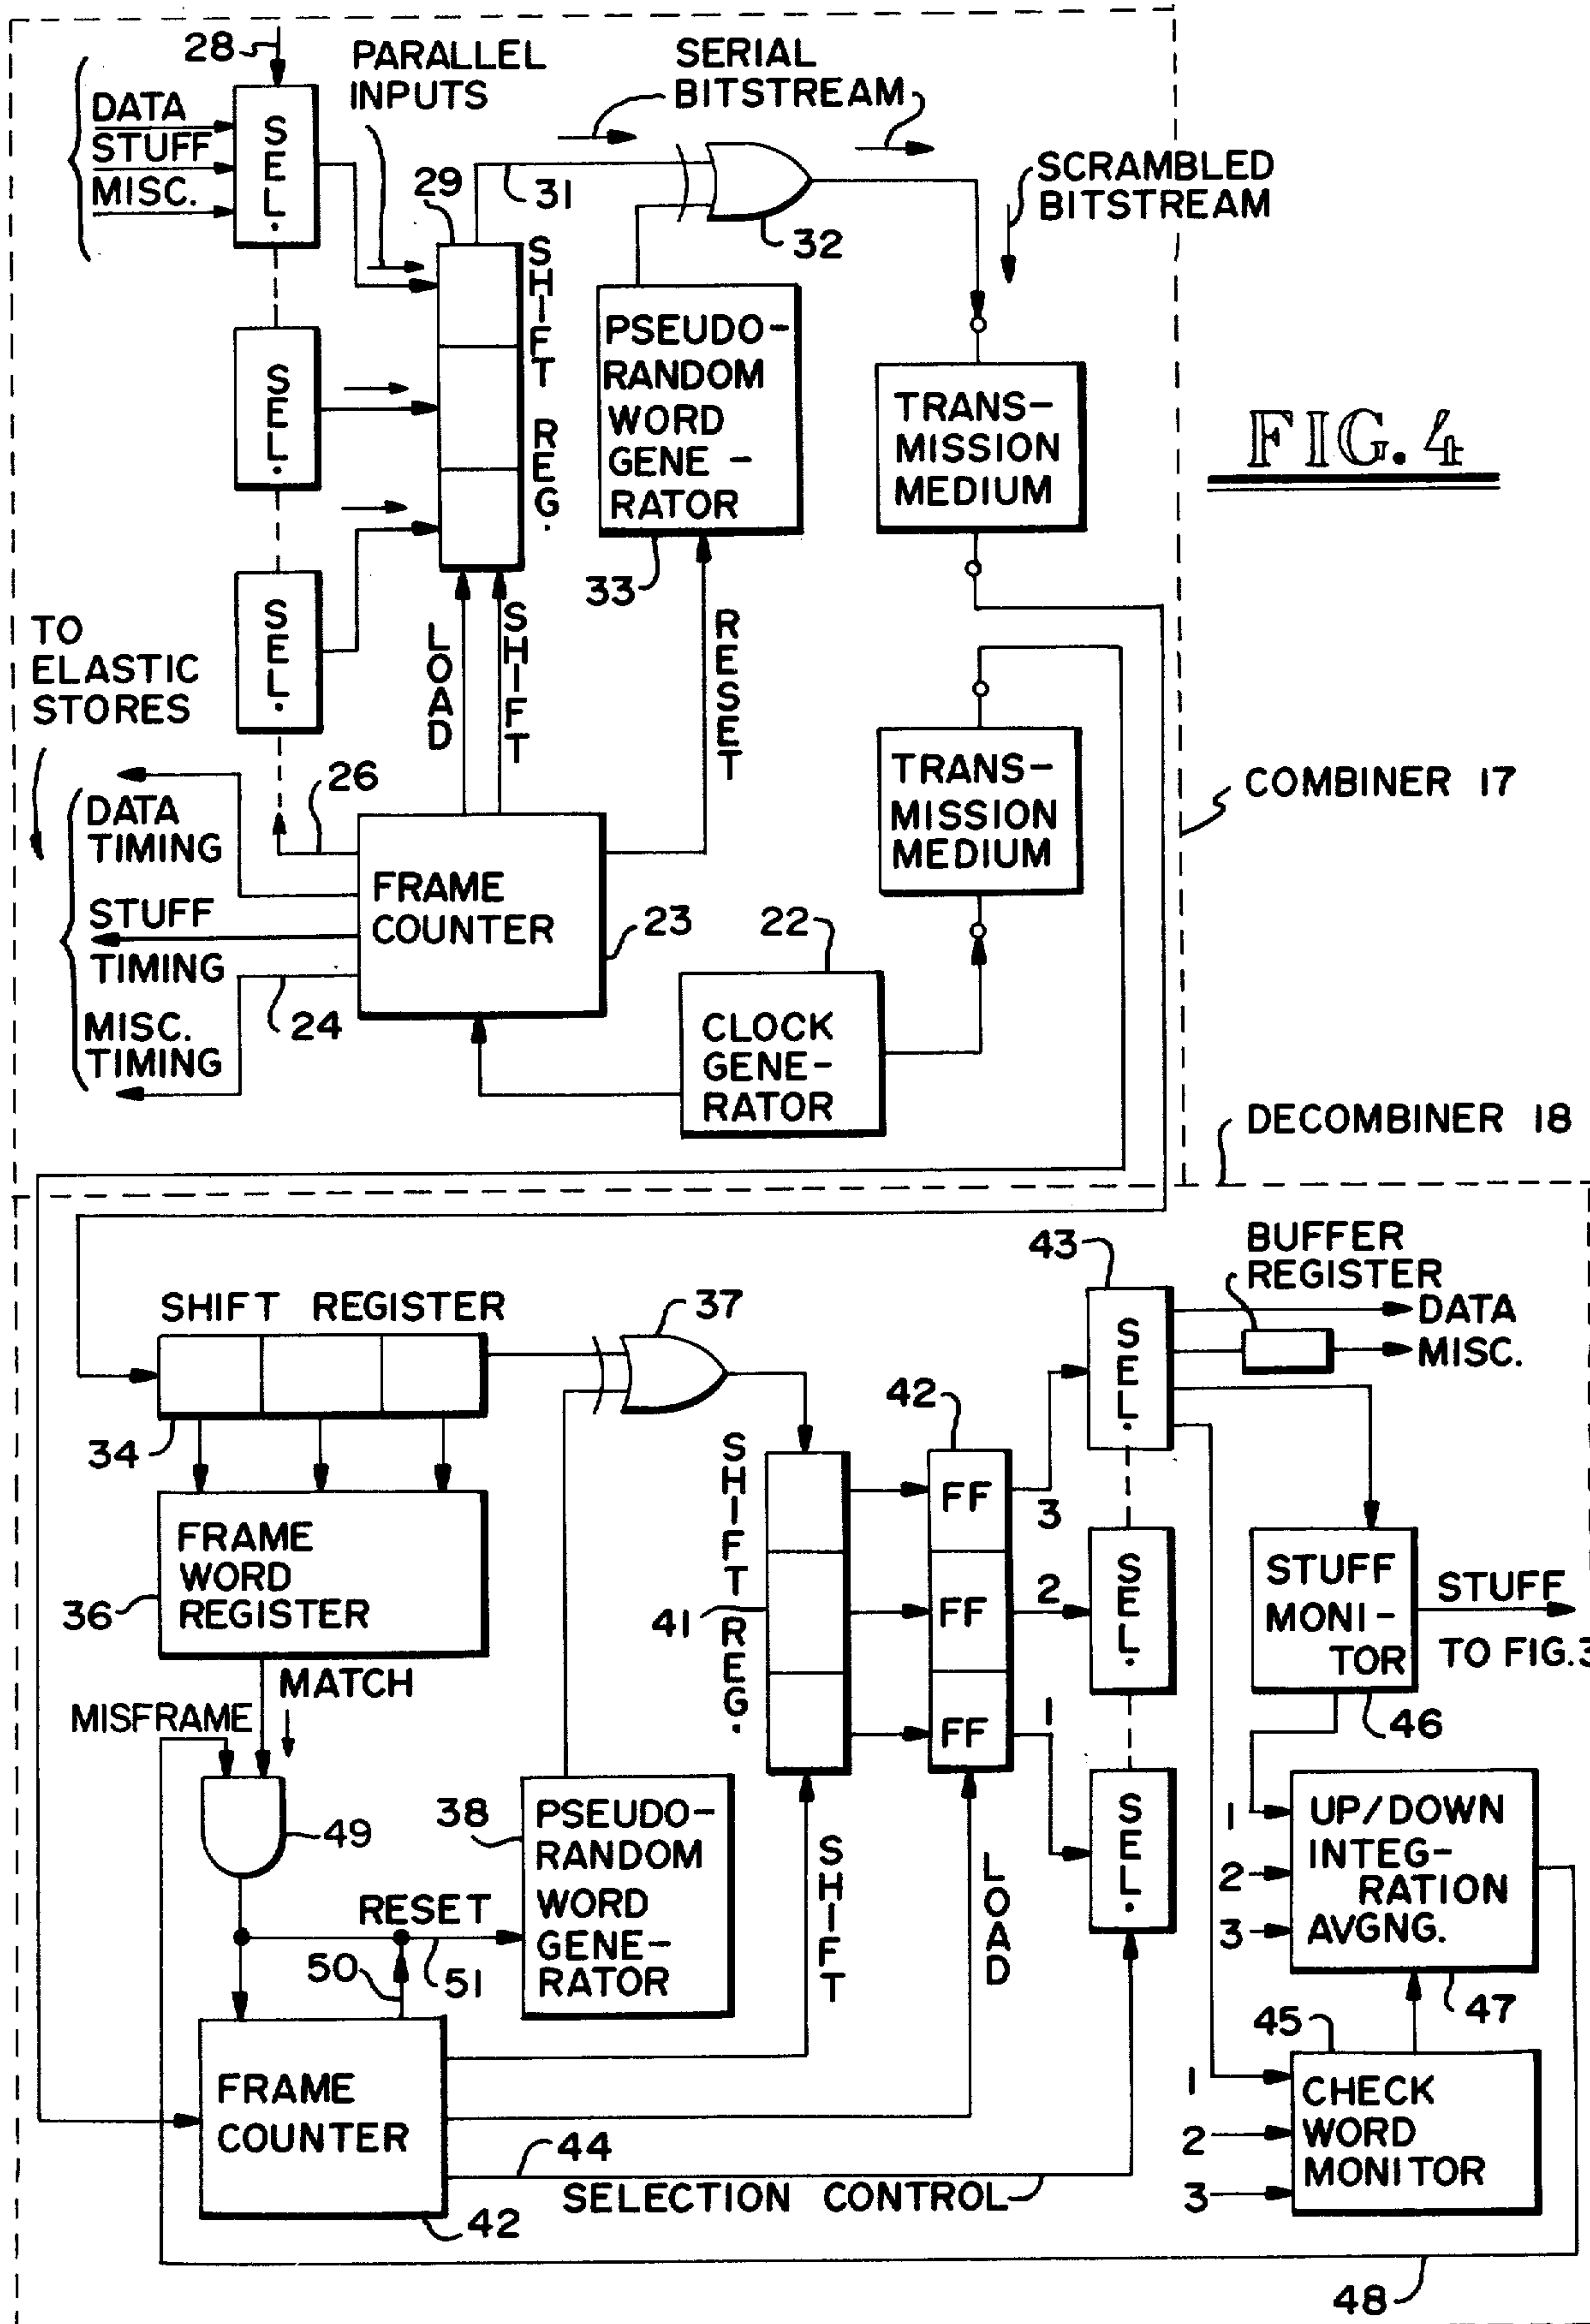 28
PARALLEL
INPUTS
SERIAL
BITSTREAM
DATA
STUFF
MISC.
SEL.
29
31
32
SCRAMBLED
BITSTREAM
SHIFT REG.
PSEUDO-
RANDOM
WORD
GENE-
RATOR
33
TRANS-
MISSION
MEDIUM
FIG. 4
SEL.
SEL.
TO
ELASTIC
STORES
LOAD
SHIFT
RESET
26
DATA
TIMING
STUFF
TIMING
24
MISC.
TIMING
FRAME
COUNTER
23
22
CLOCK
GENE-
RATOR
TRANS-
MISSION
MEDIUM
COMBINER 17
DECOMBINER 18
SHIFT REGISTER
34
37
43
BUFFER
REGISTER
DATA
MISC.
SEL.
FRAME
WORD
REGISTER
36
MATCH
MISFRAME
49
SHIFT REG.
41
42
FF
FF
FF
3
2
1
SEL.
SEL.
STUFF
MONI-
TOR
46
STUFF
TO FIG.3
38
PSEUDO-
RANDOM
WORD
GENE-
RATOR
RESET
50
51
SHIFT
LOAD
1
2
3
UP/DOWN
INTEG-
RATION
AVGNG.
47
45
1
2
3
CHECK
WORD
MONITOR
FRAME
COUNTER
42
44
SELECTION CONTROL
48